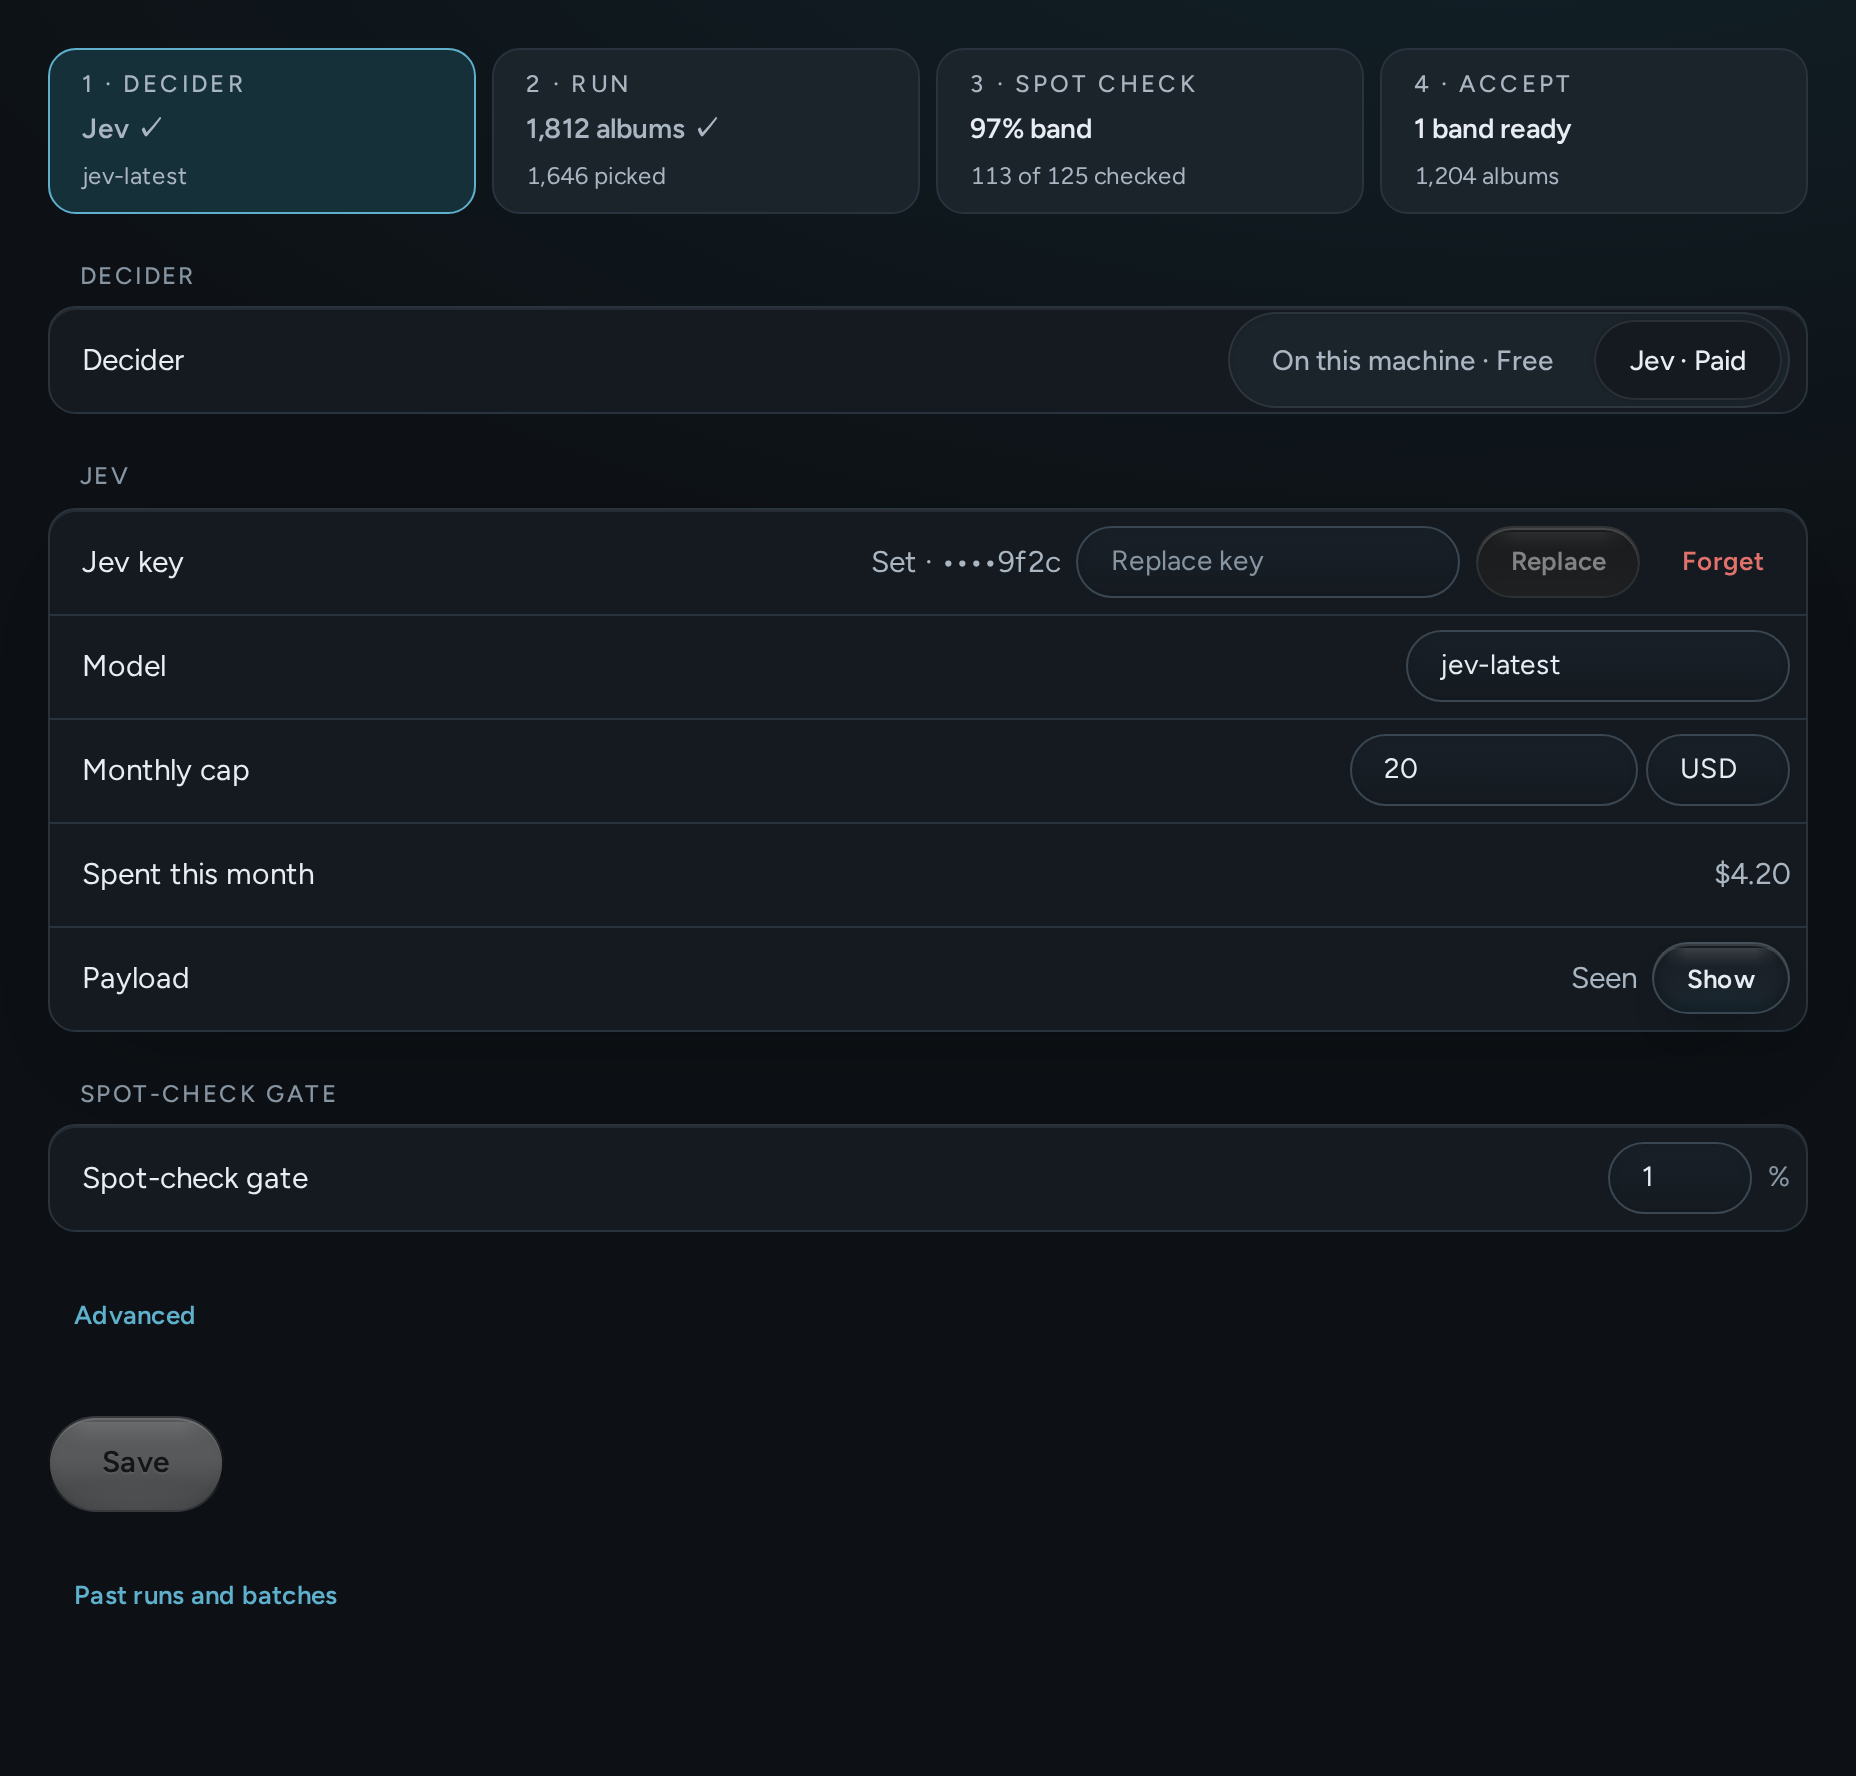 1 · DECIDER
Jev ✓
jev-latest
2 · RUN
1,812 albums ✓
1,646 picked
3 · SPOT CHECK
97% band
113 of 125 checked
4 · ACCEPT
1 band ready
1,204 albums
DECIDER
Decider On this machine · Free Jev · Paid
JEV
Jev key Set · ••••9f2c Replace key Replace Forget
Model jev-latest
Monthly cap 20 USD
Spent this month $4.20
Payload Seen Show
SPOT-CHECK GATE
Spot-check gate 1 %
Advanced
Save
Past runs and batches